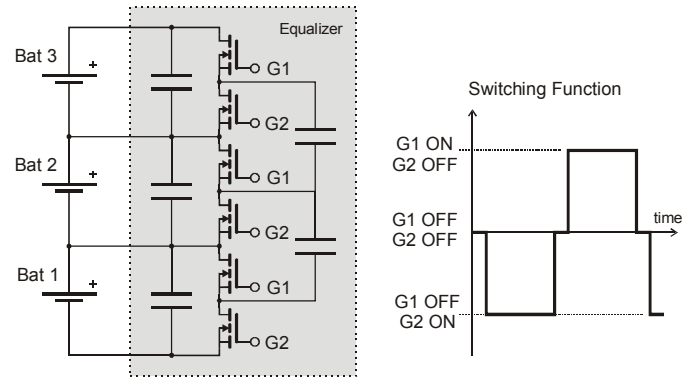 Equalizer
Bat 3
+
G1
G2
Bat 2
+
G1
G2
Bat 1
+
G1
G2
Switching Function
G1 ON
G2 OFF
G1 OFF
G2 OFF
time
G1 OFF
G2 ON